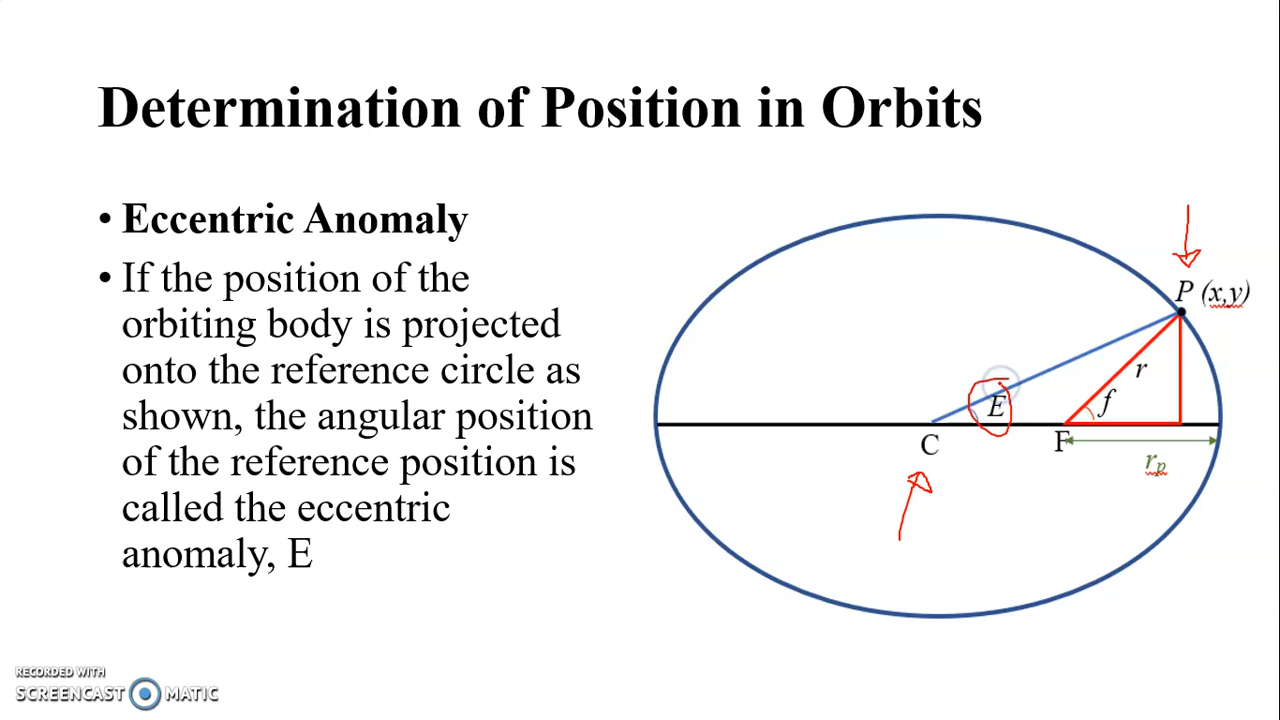 Determination of Position in Orbits
• Eccentric Anomaly
• If the position of the
orbiting body is projected
onto the reference circle as
shown, the angular position
of the reference position is
called the eccentric
anomaly, E
P (x,y)
r
E
f
C
F
rp
RECORDED WITH
SCREENCAST MATIC